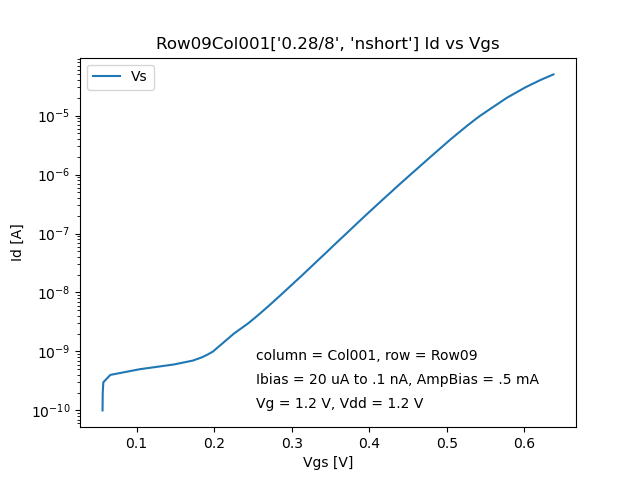 Row09Col001['0.28/8', 'nshort'] Id vs Vgs
Vs
10⁻⁵
10⁻⁶
10⁻⁷
10⁻⁸
10⁻⁹
10⁻¹⁰
Id [A]
column = Col001, row = Row09
Ibias = 20 uA to .1 nA, AmpBias = .5 mA
Vg = 1.2 V, Vdd = 1.2 V
0.1 0.2 0.3 0.4 0.5 0.6
Vgs [V]